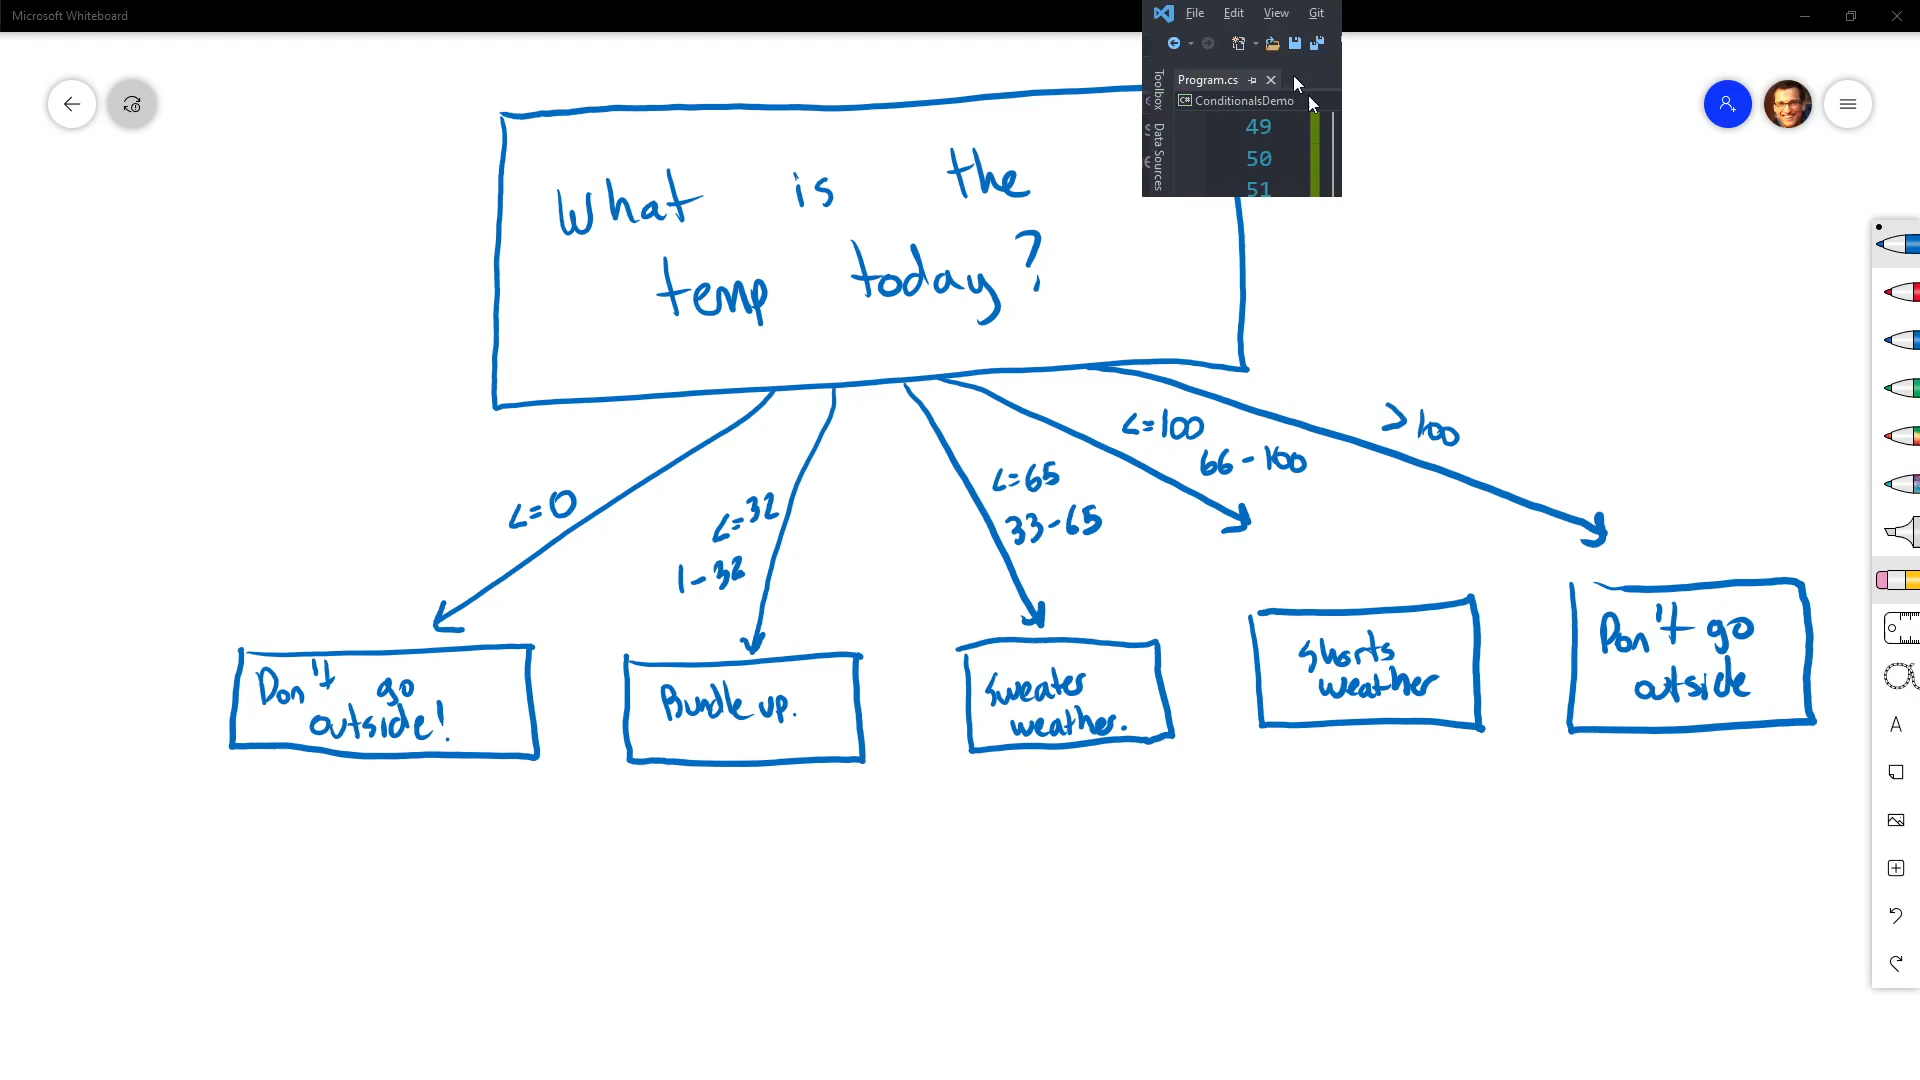 Microsoft Whiteboard
File Edit View Git
Program.cs
C# ConditionalsDemo
Toolbox
Data Sources
49
50
51
What is the
temp today?
<=0
<=32
1-32
<=65
33-65
<=100
66-100
>100
Don't go
outside!
Bundle up.
Sweater
weather.
Shorts
weather
Don't go
outside
A